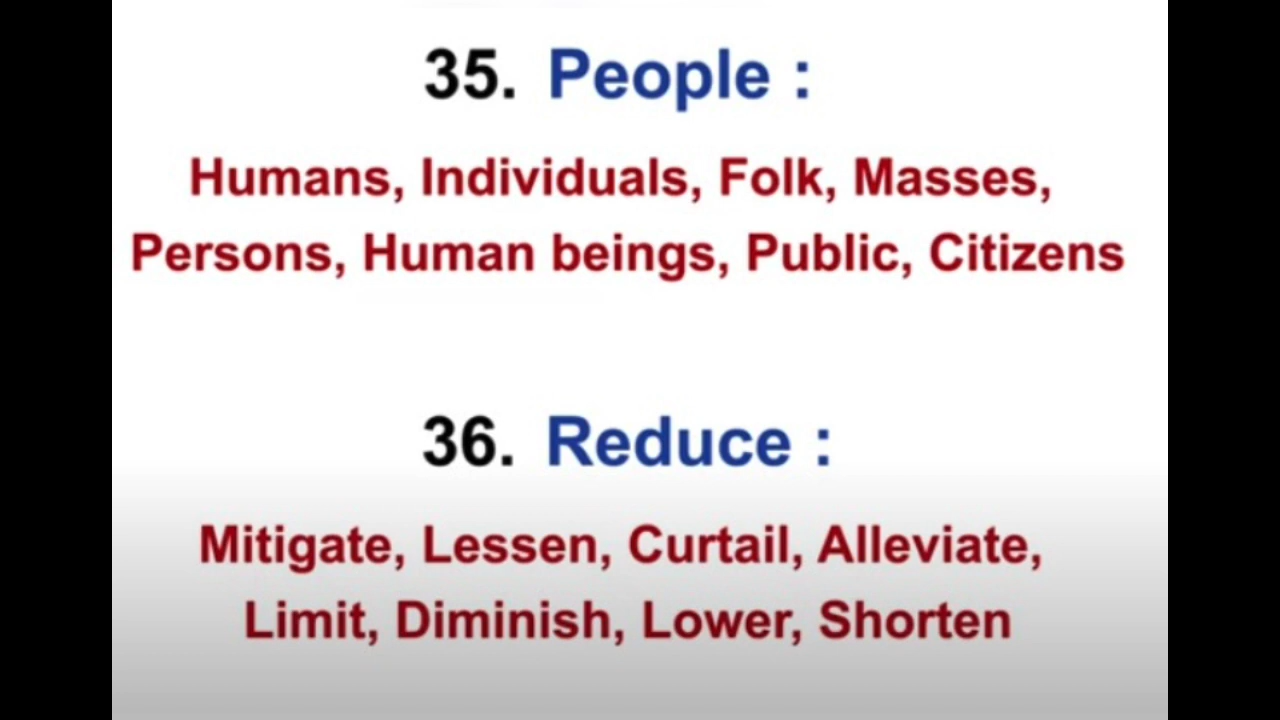 35. People :
Humans, Individuals, Folk, Masses,
Persons, Human beings, Public, Citizens
36. Reduce :
Mitigate, Lessen, Curtail, Alleviate,
Limit, Diminish, Lower, Shorten